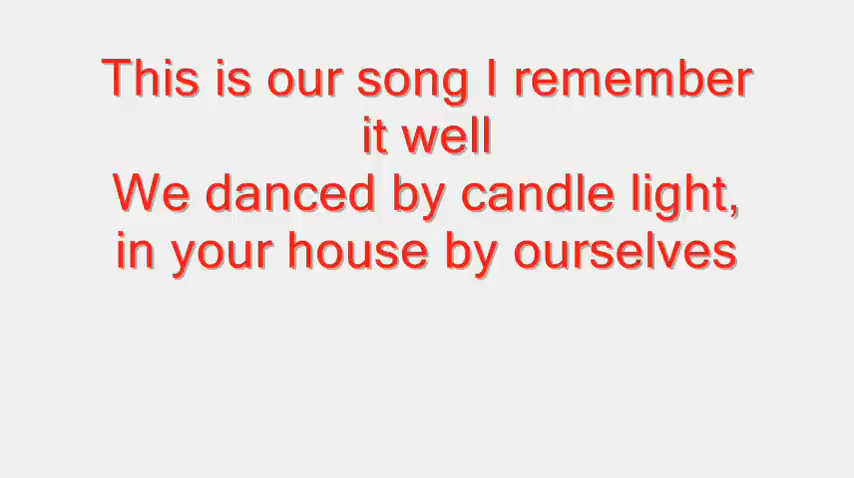 This is our song I remember
it well
We danced by candle light,
in your house by ourselves